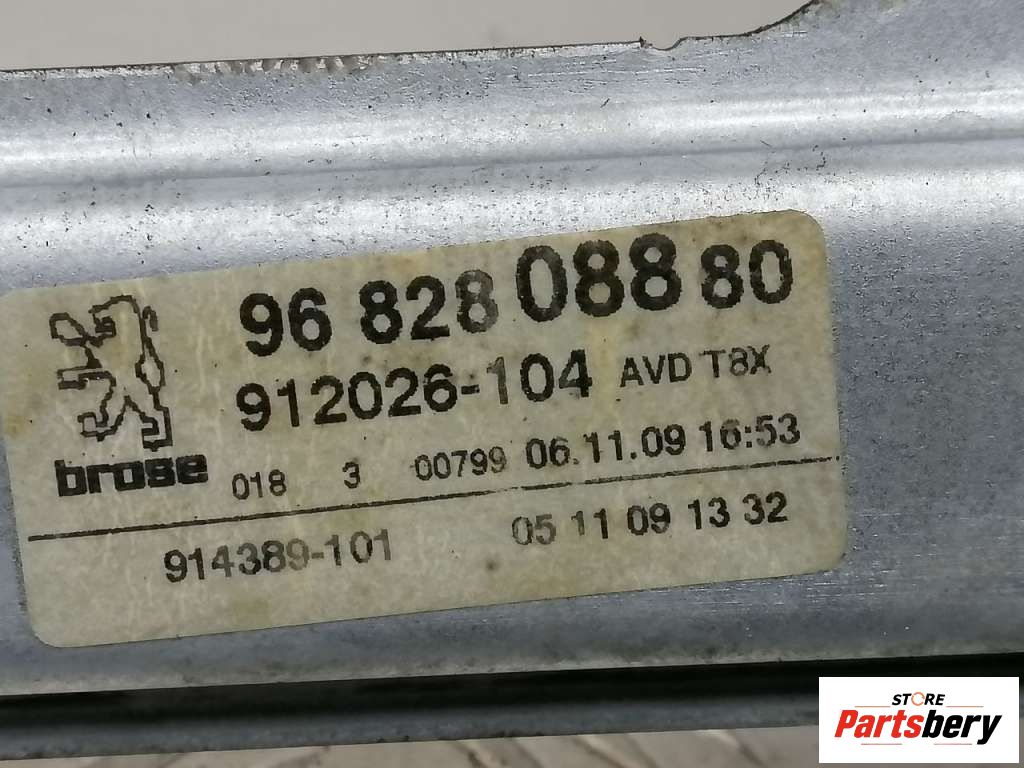 96 828 088 80
912026-104 AVD T8X
brose 018 3 00799 06.11.09 16:53
914389-101 05 11 09 13 32
STORE
Partsbery